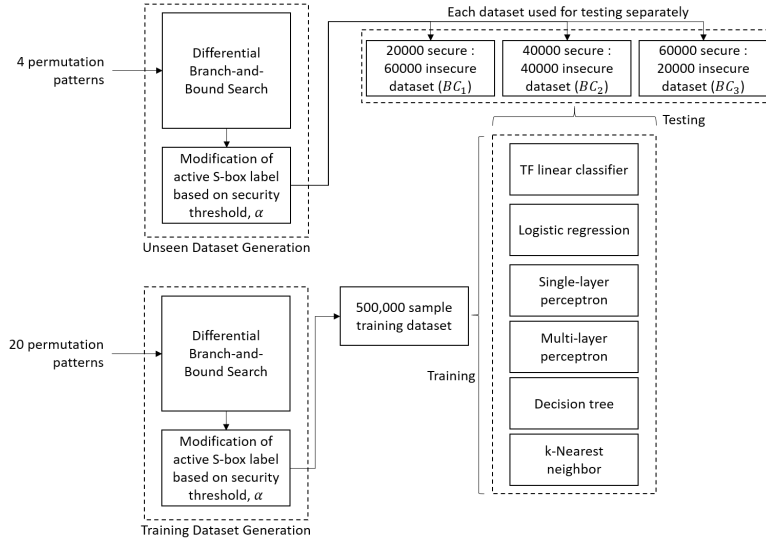 Each dataset used for testing separately
4 permutation
patterns
Differential
Branch-and-
Bound Search
20000 secure :
60000 insecure
dataset (BC₁)
40000 secure :
40000 insecure
dataset (BC₂)
60000 secure :
20000 insecure
dataset (BC₃)
Testing
Modification of
active S-box label
based on security
threshold, α
Unseen Dataset Generation
TF linear classifier
Logistic regression
Single-layer
perceptron
Multi-layer
perceptron
Decision tree
k-Nearest
neighbor
Training
500,000 sample
training dataset
20 permutation
patterns
Differential
Branch-and-
Bound Search
Modification of
active S-box label
based on security
threshold, α
Training Dataset Generation